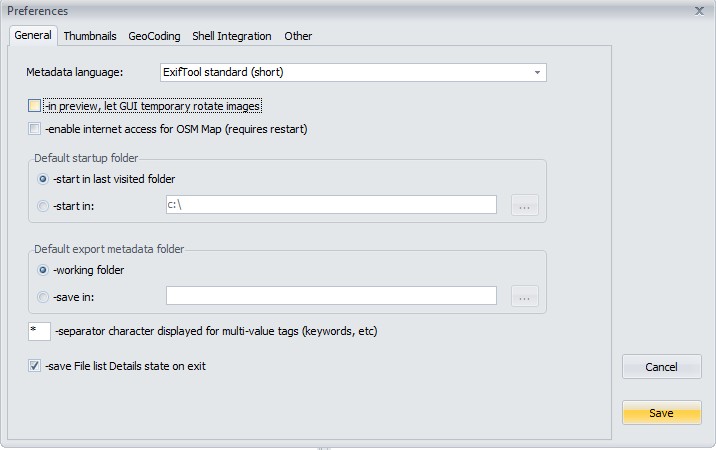 Preferences
General Thumbnails GeoCoding Shell Integration Other
Metadata language: ExifTool standard (short)
-in preview, let GUI temporary rotate images
-enable internet access for OSM Map (requires restart)
Default startup folder
-start in last visited folder
-start in: c:\ ...
Default export metadata folder
-working folder
-save in: ...
* -separator character displayed for multi-value tags (keywords, etc)
-save File list Details state on exit
Cancel
Save